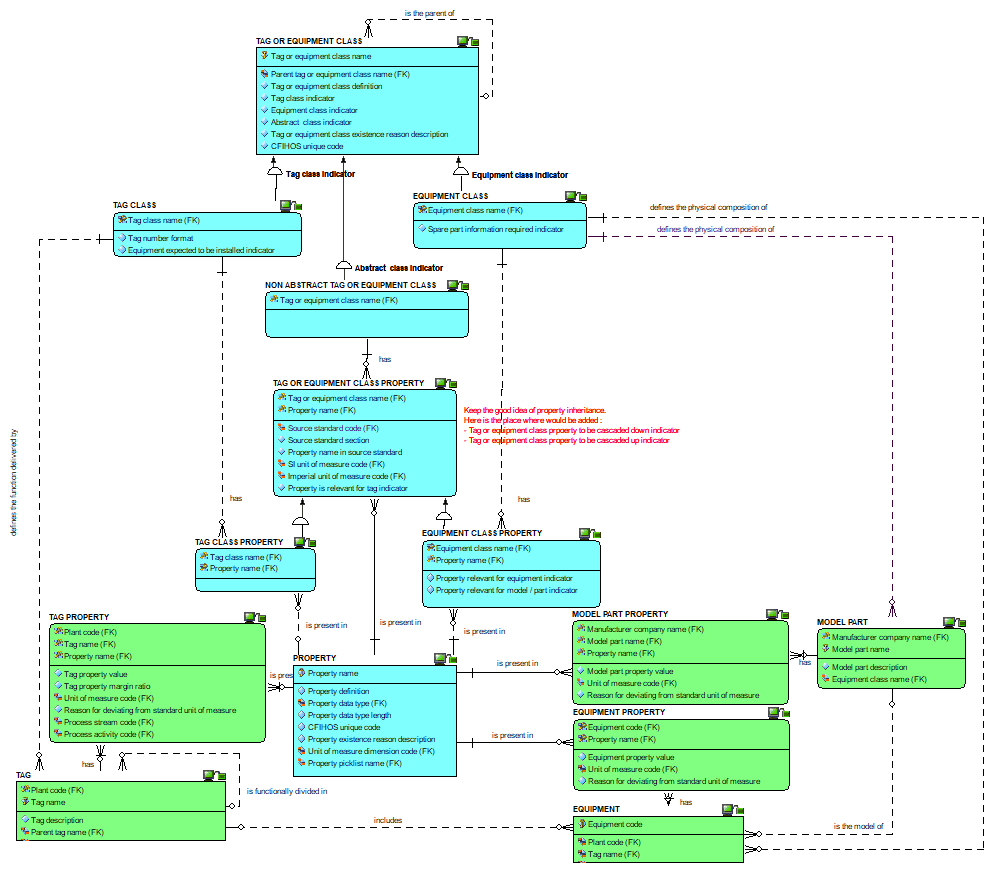 is the parent of
TAG OR EQUIPMENT CLASS
Tag or equipment class name
Parent tag or equipment class name (FK)
Tag or equipment class definition
Tag class indicator
Equipment class indicator
Abstract class indicator
Tag or equipment class existence reason description
CFIHOS unique code
Tag class indicator
Equipment class indicator
TAG CLASS
Tag class name (FK)
Tag number format
Equipment expected to be installed indicator
EQUIPMENT CLASS
Equipment class name (FK)
Spare part information required indicator
defines the physical composition of
defines the physical composition of
Abstract class indicator
NON ABSTRACT TAG OR EQUIPMENT CLASS
Tag or equipment class name (FK)
has
TAG OR EQUIPMENT CLASS PROPERTY
Tag or equipment class name (FK)
Property name (FK)
Source standard code (FK)
Source standard section
Property name in source standard
SI unit of measure code (FK)
Imperial unit of measure code (FK)
Property is relevant for tag indicator
Keep the good idea of property inheritance.
Here is the place where would be added :
- Tag or equipment class prpoerty to be cascaded down indicator
- Tag or equipment class property to be cascaded up indicator
defines the function delivered by
has
has
TAG CLASS PROPERTY
Tag class name (FK)
Property name (FK)
EQUIPMENT CLASS PROPERTY
Equipment class name (FK)
Property name (FK)
Property relevant for equipment indicator
Property relevant for model / part indicator
is present in
is present in
is present in
TAG PROPERTY
Plant code (FK)
Tag name (FK)
Property name (FK)
Tag property value
Tag property margin ratio
Unit of measure code (FK)
Reason for deviating from standard unit of measure
Process stream code (FK)
Process activity code (FK)
is pres
PROPERTY
Property name
Property definition
Property data type (FK)
Property data type length
CFIHOS unique code
Property existence reason description
Unit of measure dimension code (FK)
Property picklist name (FK)
is present in
is present in
MODEL PART PROPERTY
Manufacturer company name (FK)
Model part name (FK)
Property name (FK)
Model part property value
Unit of measure code (FK)
Reason for deviating from standard unit of measure
has
MODEL PART
Manufacturer company name (FK)
Model part name
Model part description
Equipment class name (FK)
EQUIPMENT PROPERTY
Equipment code (FK)
Property name (FK)
Equipment property value
Unit of measure code (FK)
Reason for deviating from standard unit of measure
has
has
TAG
Plant code (FK)
Tag name
Tag description
Parent tag name (FK)
is functionally divided in
includes
EQUIPMENT
Equipment code
Plant code (FK)
Tag name (FK)
is the model of